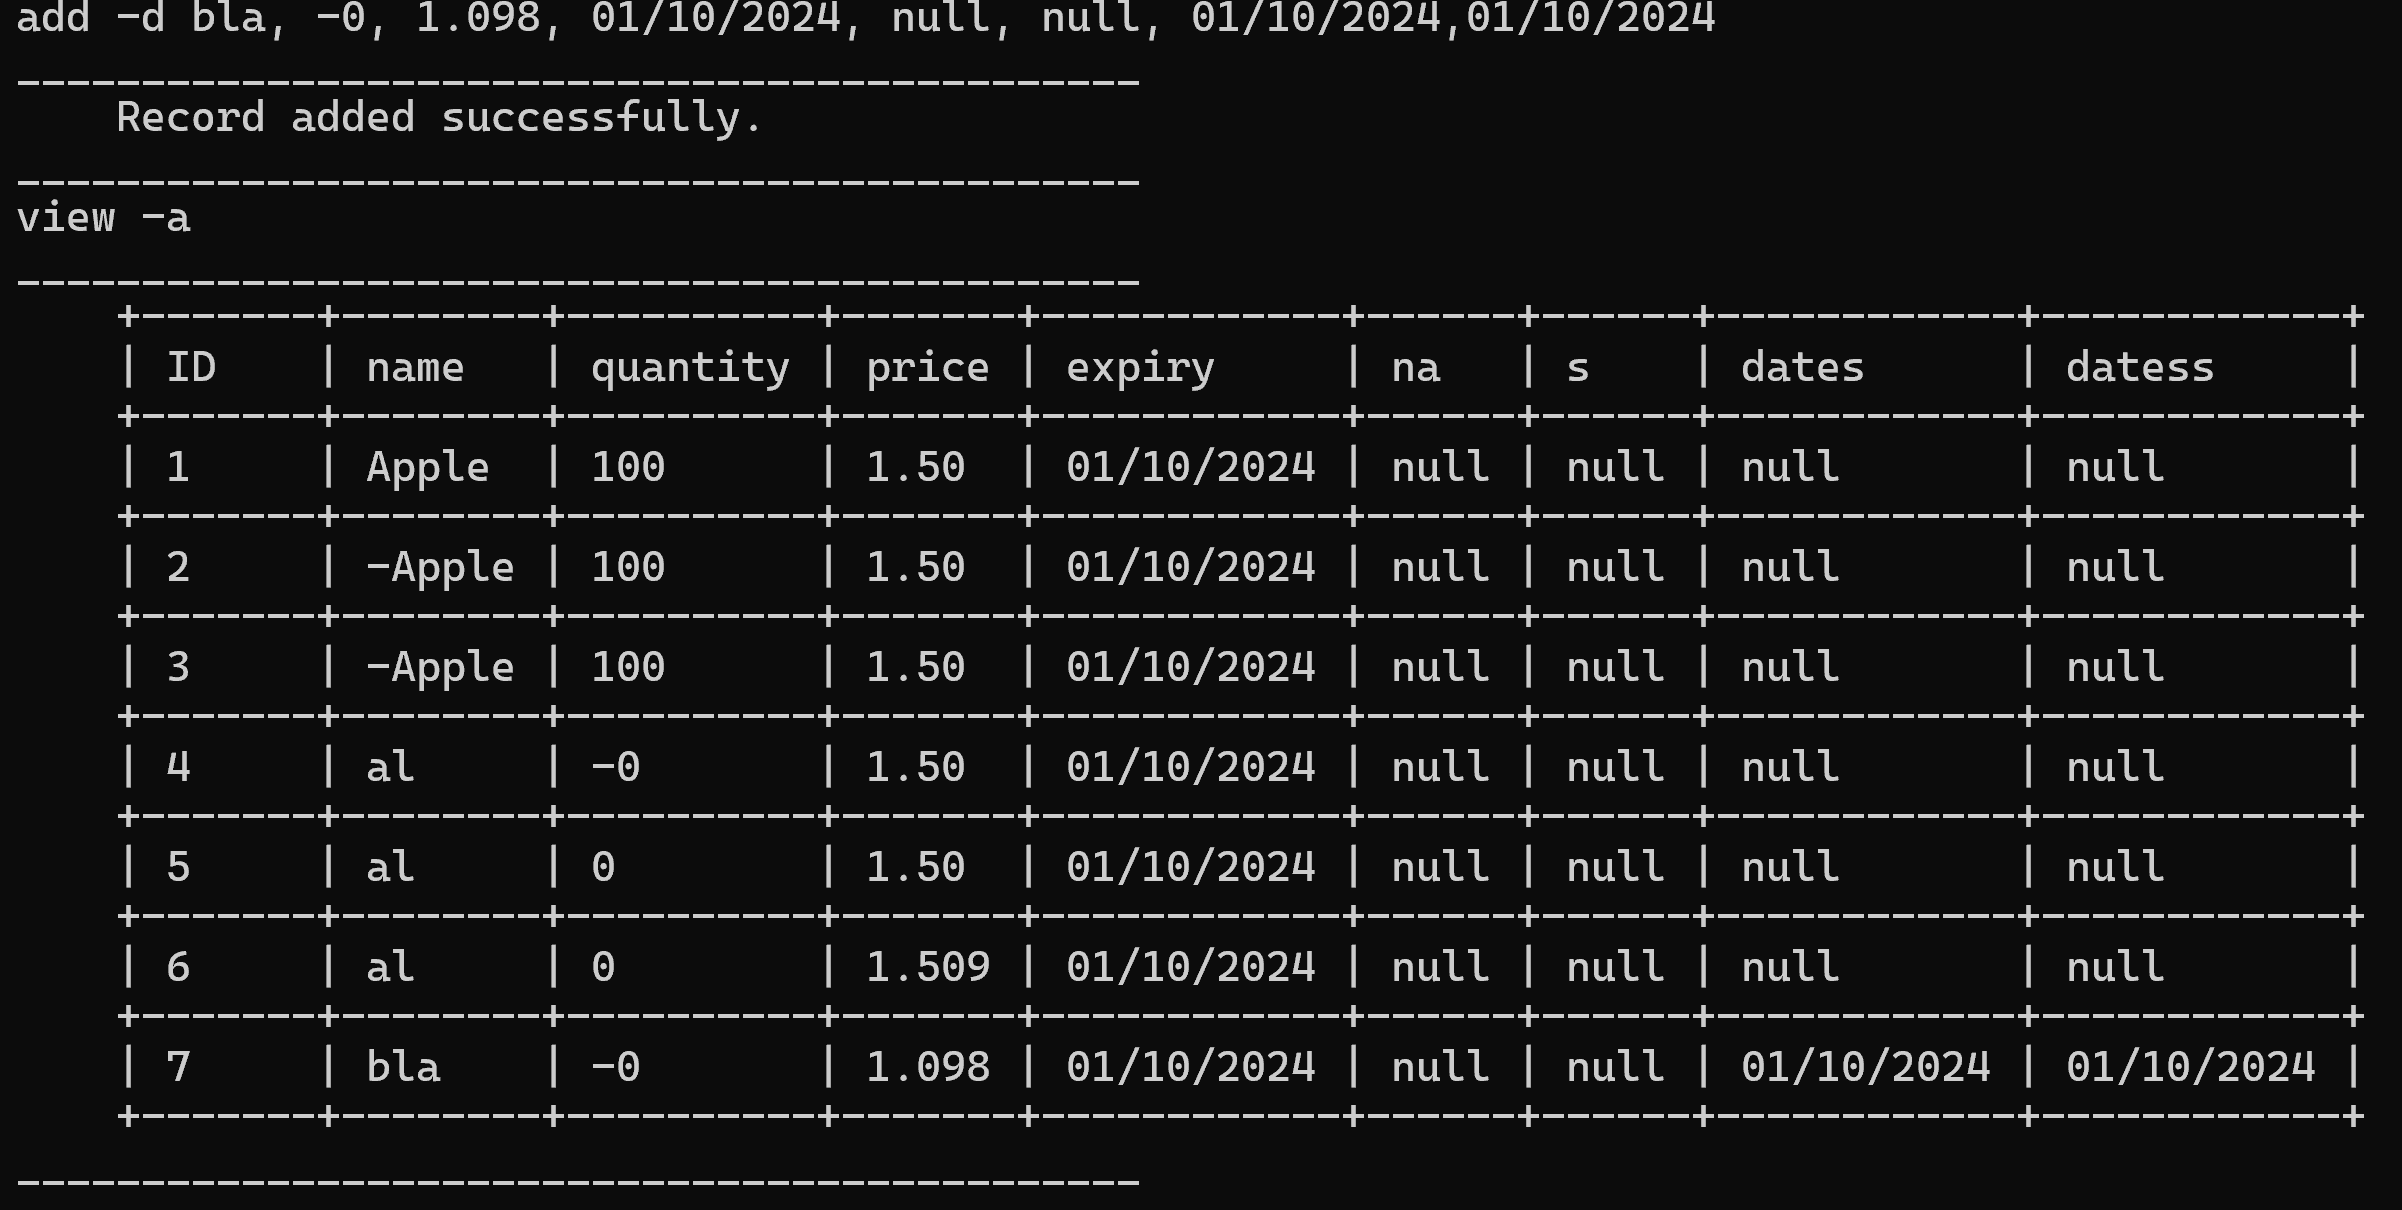 add -d bla, -0, 1.098, 01/10/2024, null, null, 01/10/2024,01/10/2024
_____________________________________________
    Record added successfully.
_____________________________________________
view -a
_____________________________________________
    +-------+--------+----------+-------+------------+------+------+------------+------------+
    | ID    | name   | quantity | price | expiry     | na   | s    | dates      | datess     |
    +-------+--------+----------+-------+------------+------+------+------------+------------+
    | 1     | Apple  | 100      | 1.50  | 01/10/2024 | null | null | null       | null       |
    +-------+--------+----------+-------+------------+------+------+------------+------------+
    | 2     | -Apple | 100      | 1.50  | 01/10/2024 | null | null | null       | null       |
    +-------+--------+----------+-------+------------+------+------+------------+------------+
    | 3     | -Apple | 100      | 1.50  | 01/10/2024 | null | null | null       | null       |
    +-------+--------+----------+-------+------------+------+------+------------+------------+
    | 4     | al     | -0       | 1.50  | 01/10/2024 | null | null | null       | null       |
    +-------+--------+----------+-------+------------+------+------+------------+------------+
    | 5     | al     | 0        | 1.50  | 01/10/2024 | null | null | null       | null       |
    +-------+--------+----------+-------+------------+------+------+------------+------------+
    | 6     | al     | 0        | 1.509 | 01/10/2024 | null | null | null       | null       |
    +-------+--------+----------+-------+------------+------+------+------------+------------+
    | 7     | bla    | -0       | 1.098 | 01/10/2024 | null | null | 01/10/2024 | 01/10/2024 |
    +-------+--------+----------+-------+------------+------+------+------------+------------+
_____________________________________________